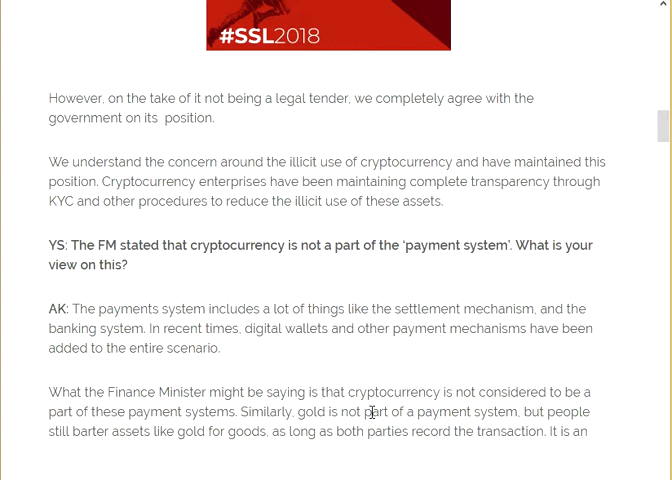 #SSL2018
However, on the take of it not being a legal tender, we completely agree with the
government on its  position.
We understand the concern around the illicit use of cryptocurrency and have maintained this
position. Cryptocurrency enterprises have been maintaining complete transparency through
KYC and other procedures to reduce the illicit use of these assets.
YS: The FM stated that cryptocurrency is not a part of the ‘payment system’. What is your
view on this?
AK: The payments system includes a lot of things like the settlement mechanism, and the
banking system. In recent times, digital wallets and other payment mechanisms have been
added to the entire scenario.
What the Finance Minister might be saying is that cryptocurrency is not considered to be a
part of these payment systems. Similarly, gold is not part of a payment system, but people
still barter assets like gold for goods, as long as both parties record the transaction. It is an